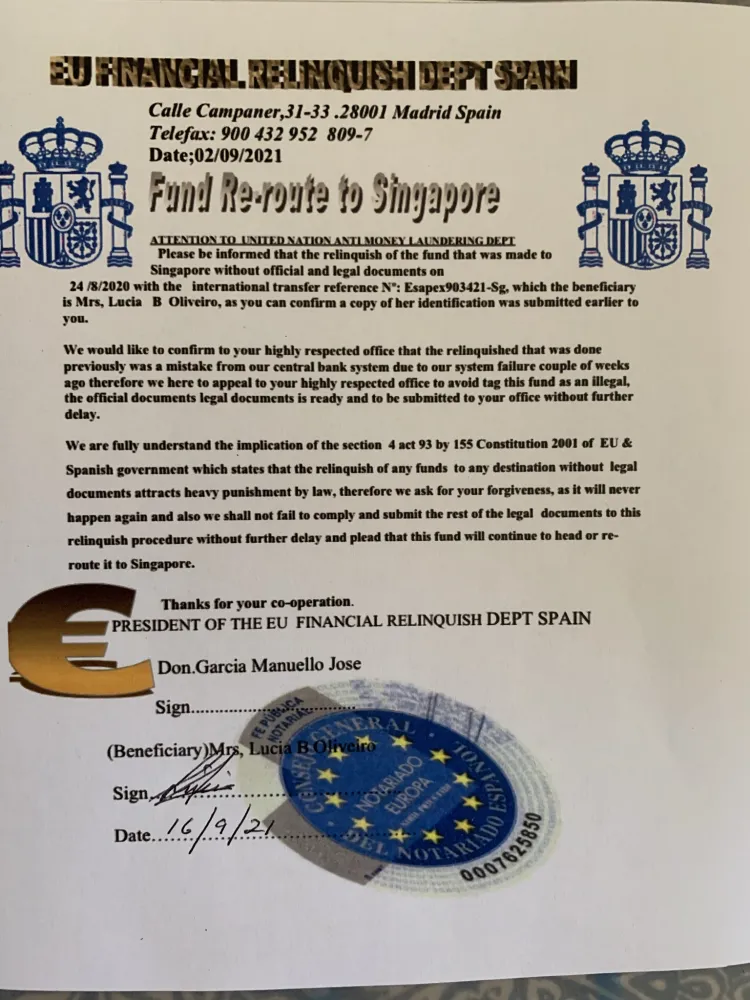 EU FINANCIAL RELINQUISH DEPT SPAIN
Calle Campaner,31-33 .28001 Madrid Spain
Telefax: 900 432 952  809-7
Date;02/09/2021
Fund Re-route to Singapore
ATTENTION TO UNITED NATION ANTI MONEY LAUNDERING DEPT
Please be informed that the relinquish of the fund that was made to
Singapore without official and legal documents on
24 /8/2020 with the international transfer reference N°: Esapex903421-Sg, which the beneficiary
is Mrs, Lucia B Oliveiro, as you can confirm a copy of her identification was submitted earlier to
you.
We would like to confirm to your highly respected office that the relinquished that was done
previously was a mistake from our central bank system due to our system failure couple of weeks
ago therefore we here to appeal to your highly respected office to avoid tag this fund as an illegal,
the official documents legal documents is ready and to be submitted to your office without further
delay.
We are fully understand the implication of the section 4 act 93 by 155 Constitution 2001 of EU &
Spanish government which states that the relinquish of any funds to any destination without legal
documents attracts heavy punishment by law, therefore we ask for your forgiveness, as it will never
happen again and also we shall not fail to comply and submit the rest of the legal documents to this
relinquish procedure without further delay and plead that this fund will continue to head or re-
route it to Singapore.
€
Thanks for your co-operation.
PRESIDENT OF THE EU FINANCIAL RELINQUISH DEPT SPAIN
Don.Garcia Manuello Jose
Sign..............................
(Beneficiary)Mrs, Lucia B Oliveiro
Sign..............................
Date...16/9/21..................
FE PÚBLICA
NOTARIAL
CONSEJO GENERAL
DEL NOTARIADO ESPAÑOL
NOTARIADO
EUROPA
0007625850